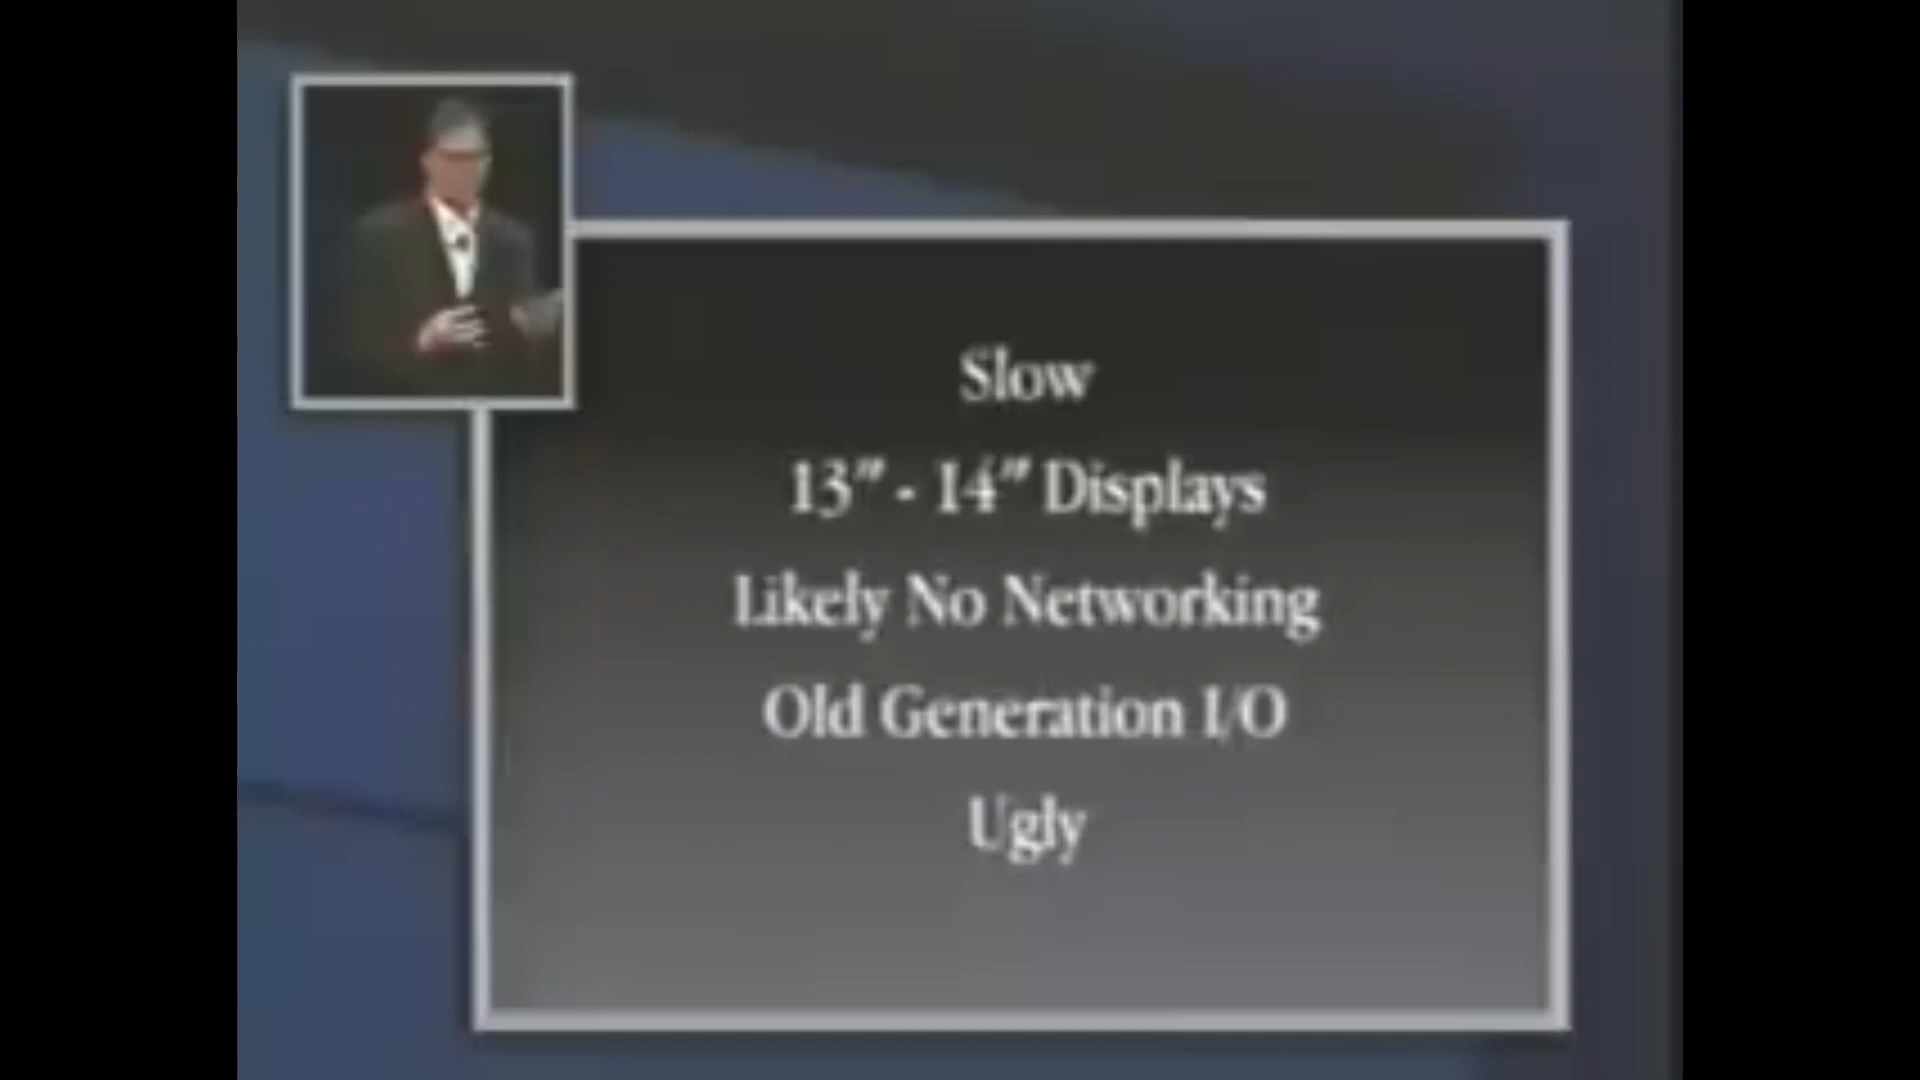 Slow
13" - 14" Displays
Likely No Networking
Old Generation I/O
Ugly